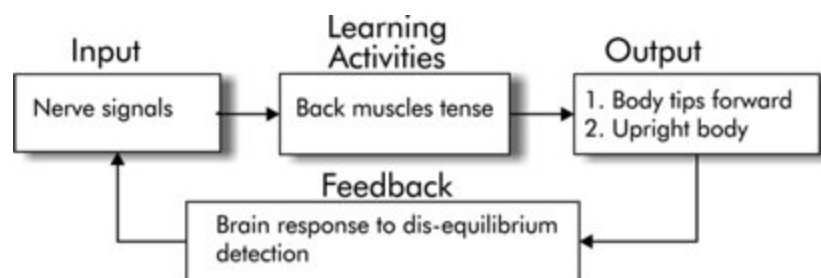 Input
Learning
Activities
Output
Nerve signals
Back muscles tense
1. Body tips forward
2. Upright body
Feedback
Brain response to dis-equilibrium
detection